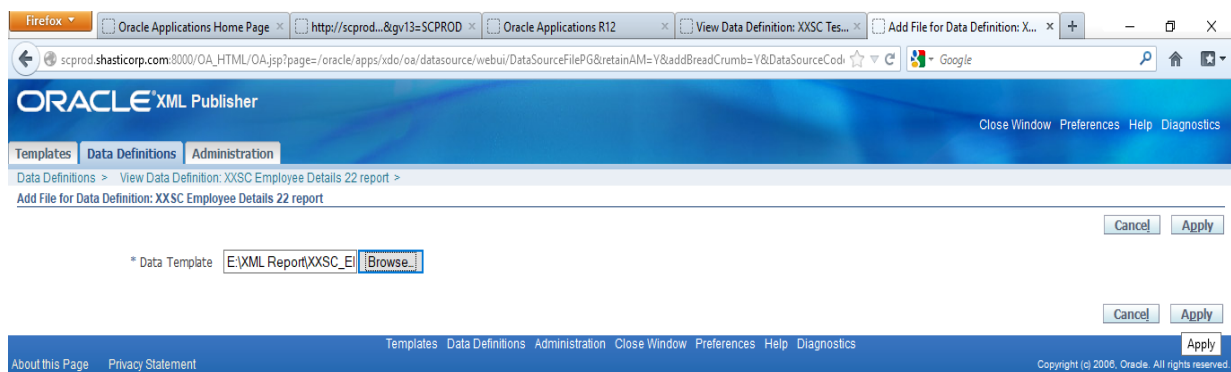 Firefox
Oracle Applications Home Page
http://scprod...&gv13=SCPROD
Oracle Applications R12
View Data Definition: XXSC Tes...
Add File for Data Definition: X...
scprod.shasticorp.com:8000/OA_HTML/OA.jsp?page=/oracle/apps/xdo/oa/datasource/webui/DataSourceFilePG&retainAM=Y&addBreadCrumb=Y&DataSourceCode
Google
ORACLE XML Publisher
Close Window Preferences Help Diagnostics
Templates Data Definitions Administration
Data Definitions > View Data Definition: XXSC Employee Details 22 report >
Add File for Data Definition: XXSC Employee Details 22 report
Cancel Apply
* Data Template E:\XML Report\XXSC_El Browse...
Cancel Apply
Templates Data Definitions Administration Close Window Preferences Help Diagnostics
Apply
About this Page Privacy Statement
Copyright (c) 2006, Oracle. All rights reserved.